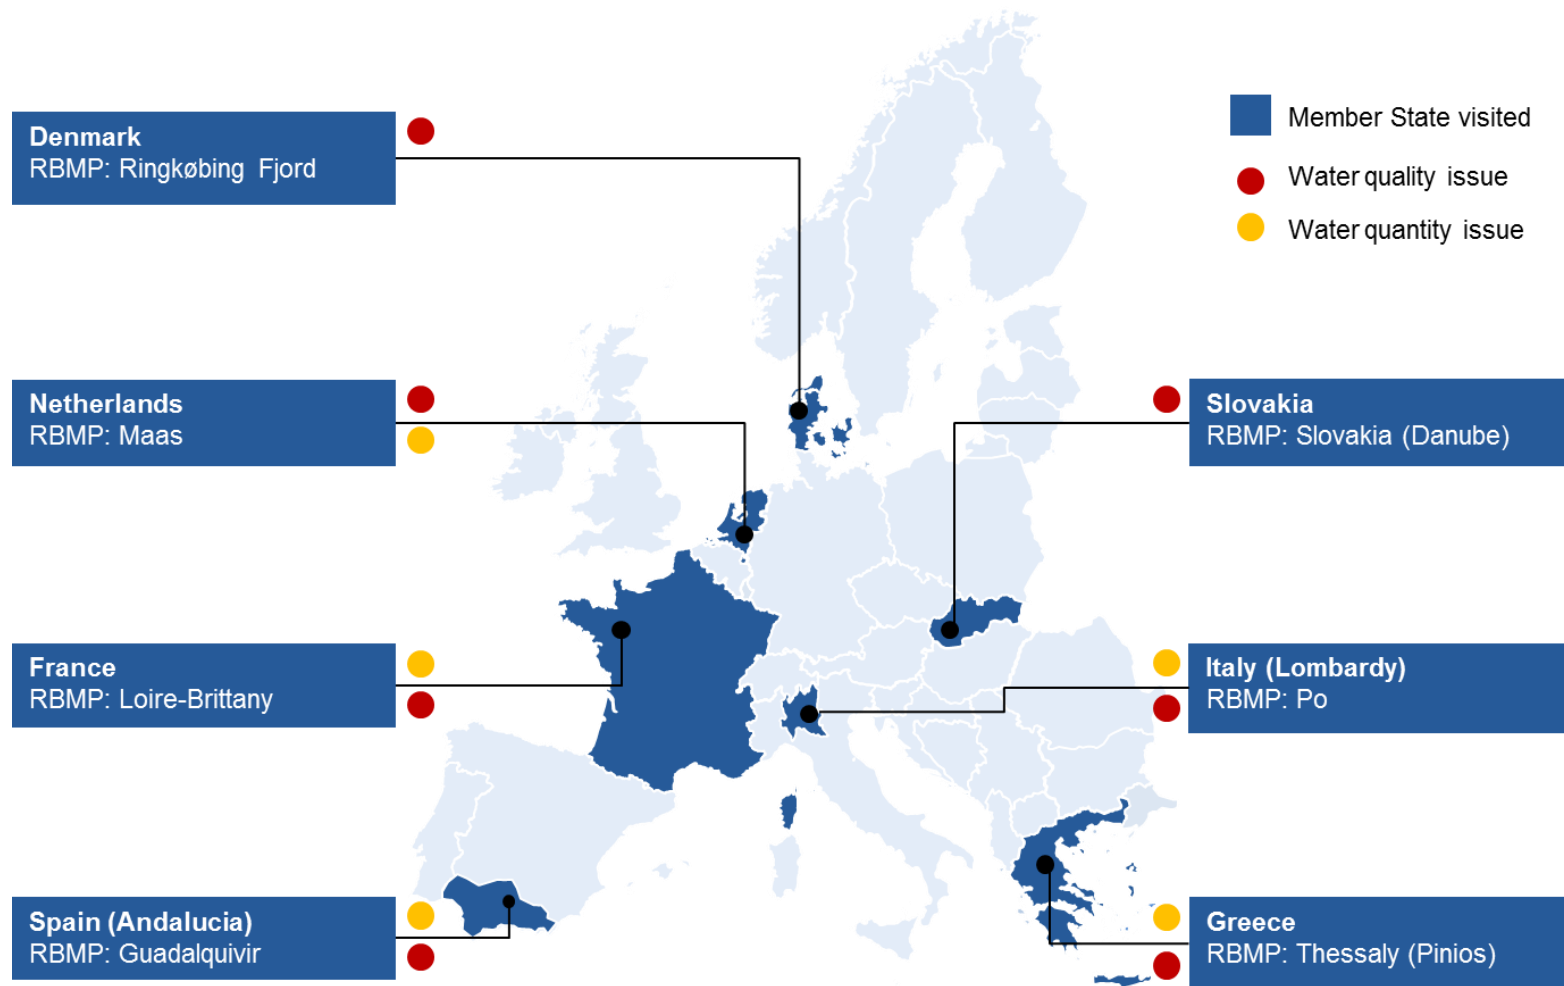 Denmark
RBMP: Ringkøbing Fjord
Member State visited
Water quality issue
Water quantity issue
Netherlands
RBMP: Maas
Slovakia
RBMP: Slovakia (Danube)
France
RBMP: Loire-Brittany
Italy (Lombardy)
RBMP: Po
Spain (Andalucia)
RBMP: Guadalquivir
Greece
RBMP: Thessaly (Pinios)